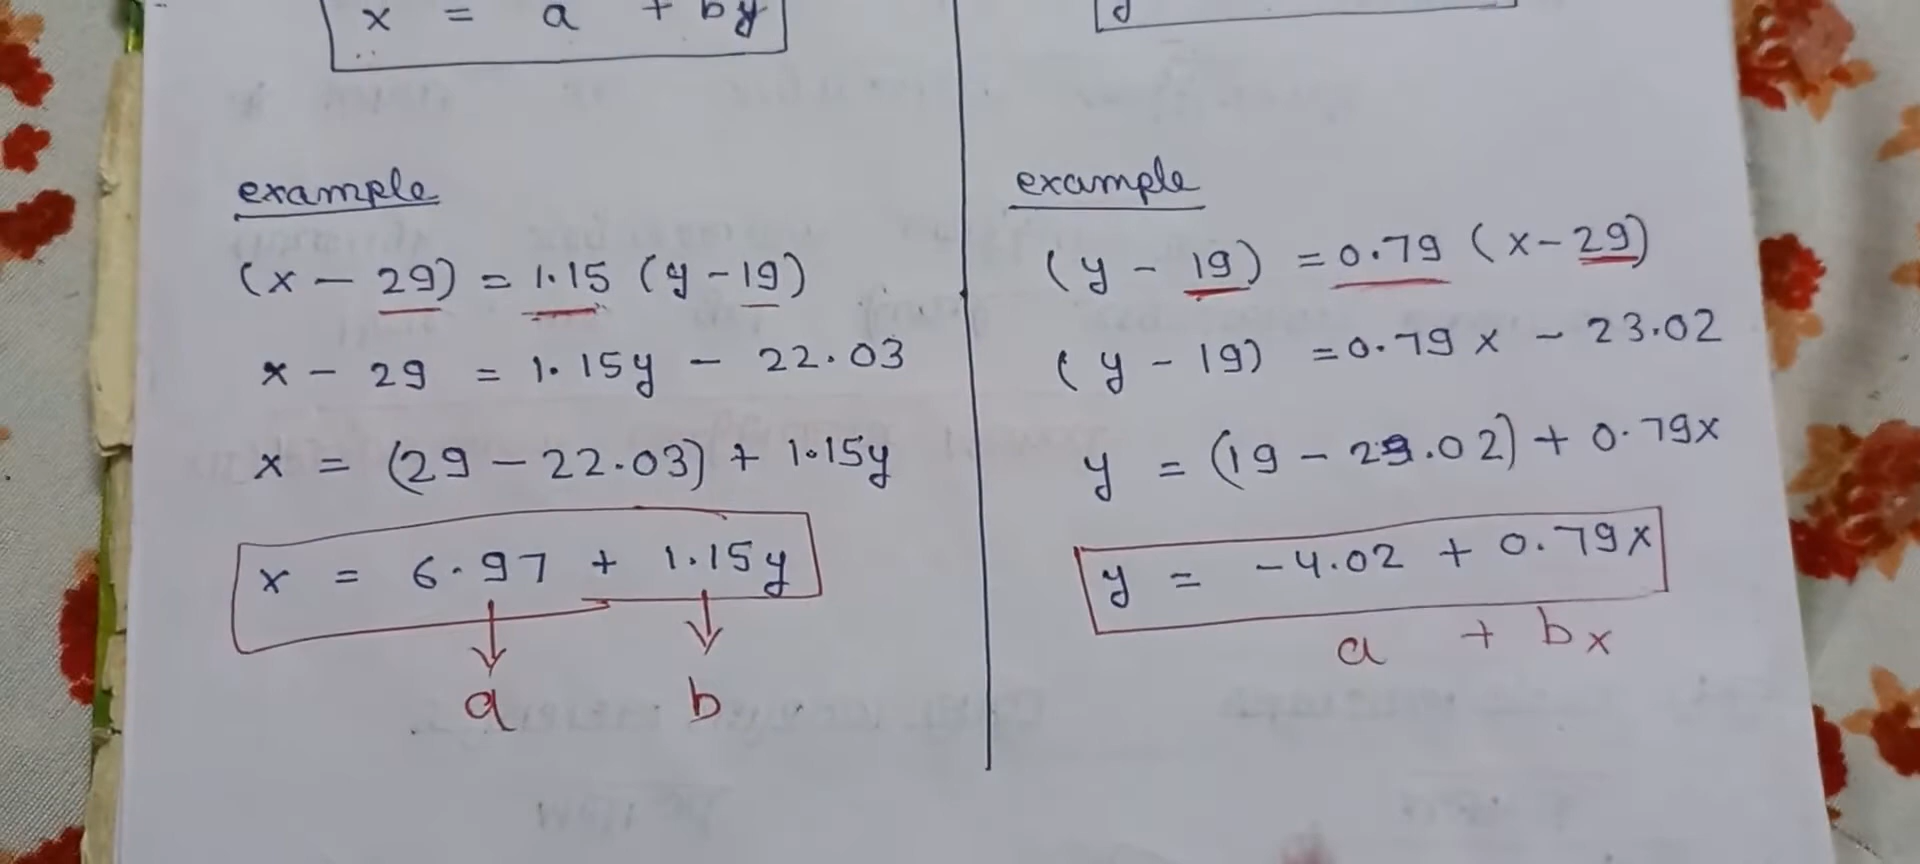 x = a + by
example
(x - 29) = 1.15 (y - 19)
x - 29 = 1.15y - 22.03
x = (29 - 22.03) + 1.15y
x = 6.97 + 1.15y
a b
example
(y - 19) = 0.79 (x - 29)
(y - 19) = 0.79x - 23.02
y = (19 - 23.02) + 0.79x
y = -4.02 + 0.79x
a + bx